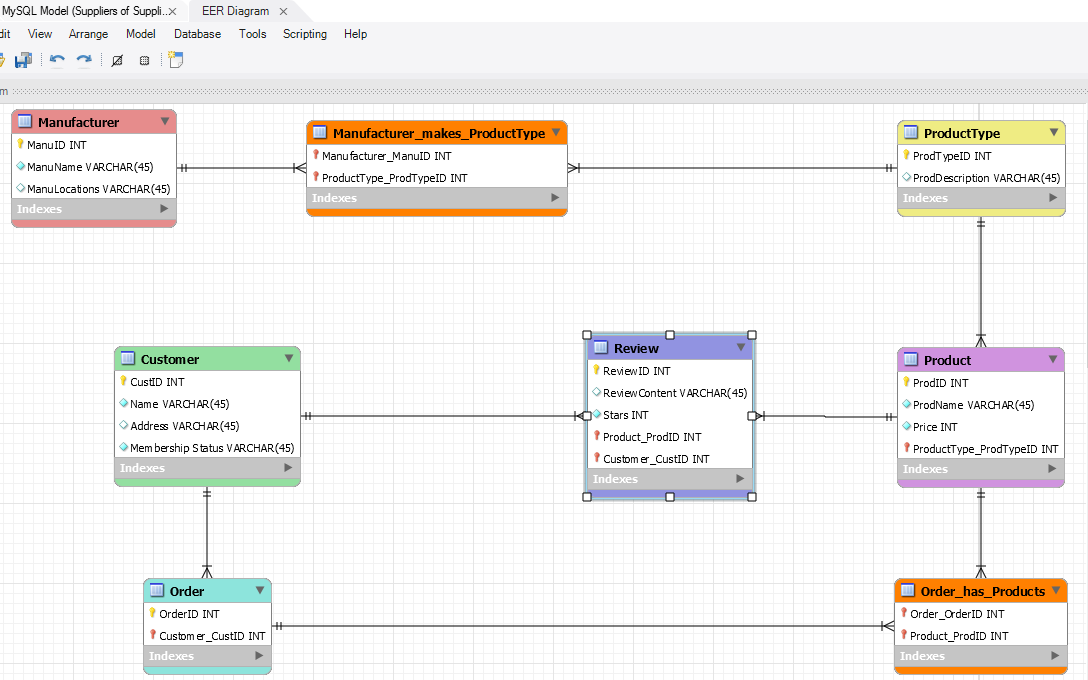 MySQL Model (Suppliers of Suppli..
EER Diagram
dit View Arrange Model Database Tools Scripting Help
m
Manufacturer
ManuID INT
ManuName VARCHAR(45)
ManuLocations VARCHAR(45)
Indexes
Manufacturer_makes_ProductType
Manufacturer_ManuID INT
ProductType_ProdTypeID INT
Indexes
ProductType
ProdTypeID INT
ProdDescription VARCHAR(45)
Indexes
Customer
CustID INT
Name VARCHAR(45)
Address VARCHAR(45)
Membership Status VARCHAR(45)
Indexes
Review
ReviewID INT
ReviewContent VARCHAR(45)
Stars INT
Product_ProdID INT
Customer_CustID INT
Indexes
Product
ProdID INT
ProdName VARCHAR(45)
Price INT
ProductType_ProdTypeID INT
Indexes
Order
OrderID INT
Customer_CustID INT
Indexes
Order_has_Products
Order_OrderID INT
Product_ProdID INT
Indexes